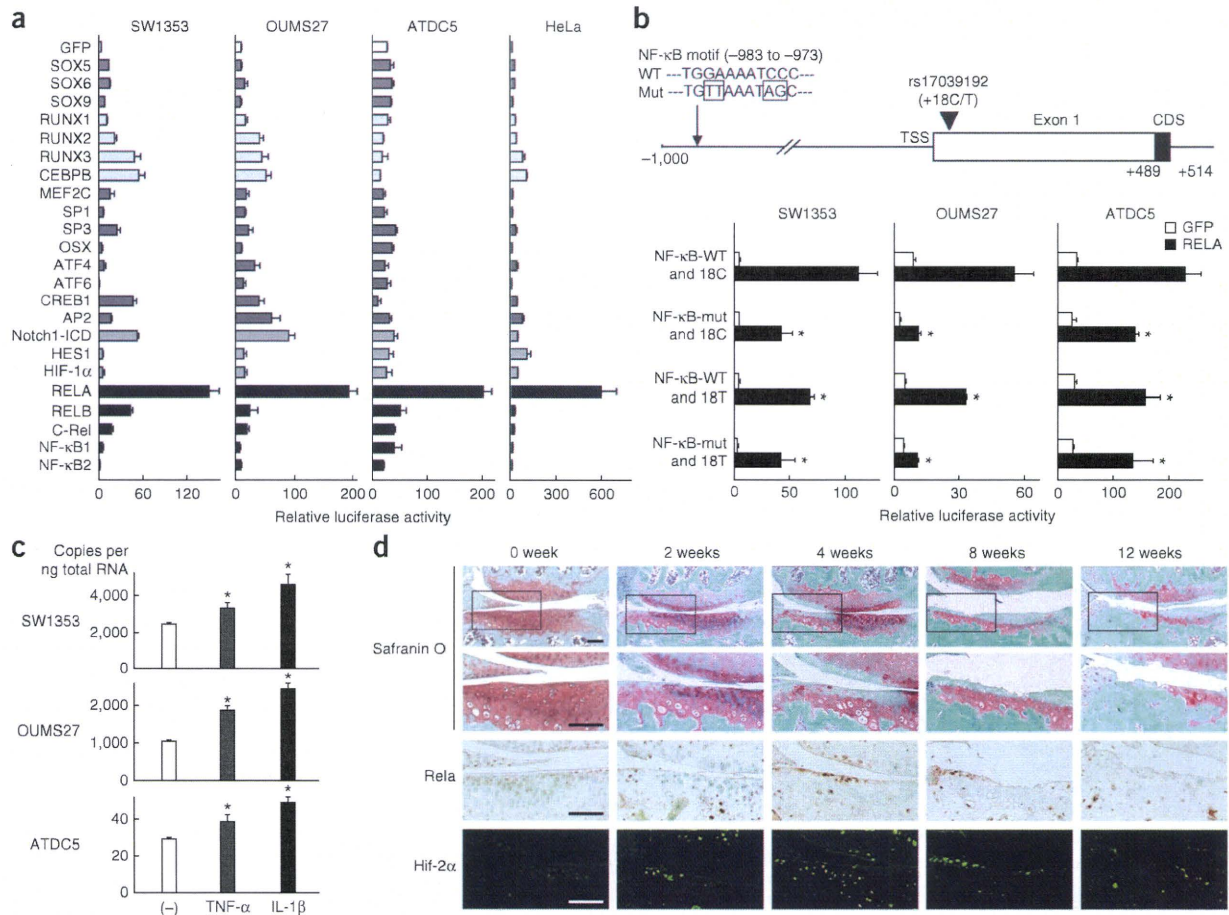 a
SW1353 OUMS27 ATDC5 HeLa
GFP
SOX5
SOX6
SOX9
RUNX1
RUNX2
RUNX3
CEBPB
MEF2C
SP1
SP3
OSX
ATF4
ATF6
CREB1
AP2
Notch1-ICD
HES1
HIF-1α
RELA
RELB
C-Rel
NF-κB1
NF-κB2
0 60 120 0 100 200 0 100 200 0 300 600
Relative luciferase activity
b
NF-κB motif (−983 to −973)
WT ---TGGAAAATCCC---
Mut ---TGTTAAATAGC---
rs17039192
(+18C/T)
TSS Exon 1 CDS
−1,000 +489 +514
SW1353 OUMS27 ATDC5
GFP
RELA
NF-κB-WT
and 18C
NF-κB-mut
and 18C * * *
NF-κB-WT
and 18T * * *
NF-κB-mut
and 18T * * *
0 50 100 0 30 60 0 100 200
Relative luciferase activity
c
Copies per
ng total RNA
SW1353
4,000
2,000
0
* *
OUMS27
2,000
1,000
0
* *
ATDC5
40
20
0
* *
(−) TNF-α IL-1β
d
0 week 2 weeks 4 weeks 8 weeks 12 weeks
Safranin O
Rela
Hif-2α